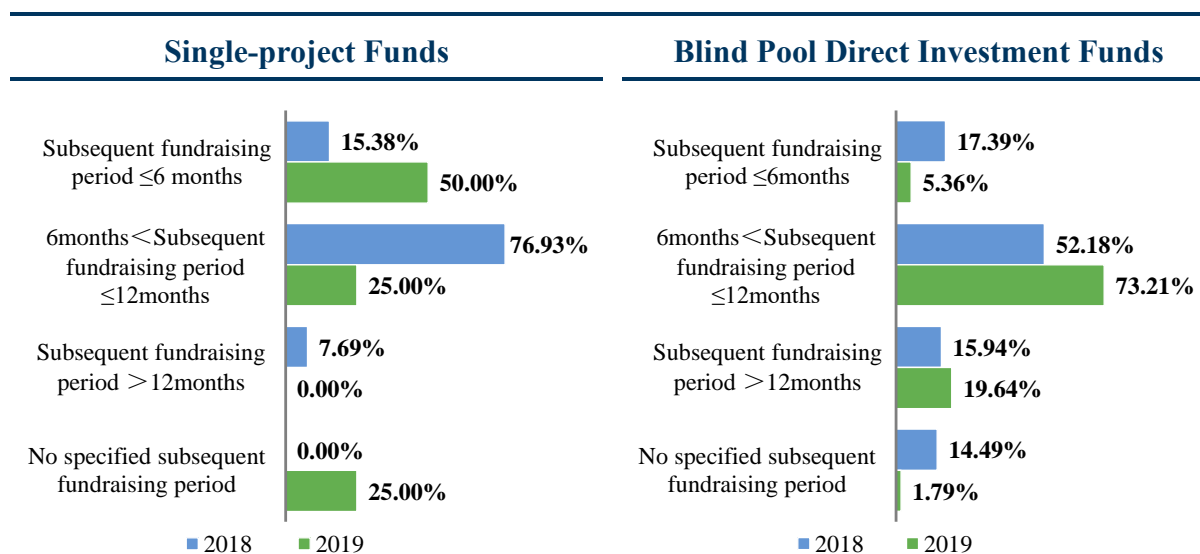 Single-project Funds
Subsequent fundraising
period ≤6 months
15.38%
50.00%
6months＜Subsequent
fundraising period
≤12months
76.93%
25.00%
Subsequent fundraising
period ＞12months
7.69%
0.00%
No specified subsequent
fundraising period
0.00%
25.00%
2018 2019
Blind Pool Direct Investment Funds
Subsequent fundraising
period ≤6months
17.39%
5.36%
6months＜Subsequent
fundraising period
≤12months
52.18%
73.21%
Subsequent fundraising
period ＞12months
15.94%
19.64%
No specified subsequent
fundraising period
14.49%
1.79%
2018 2019